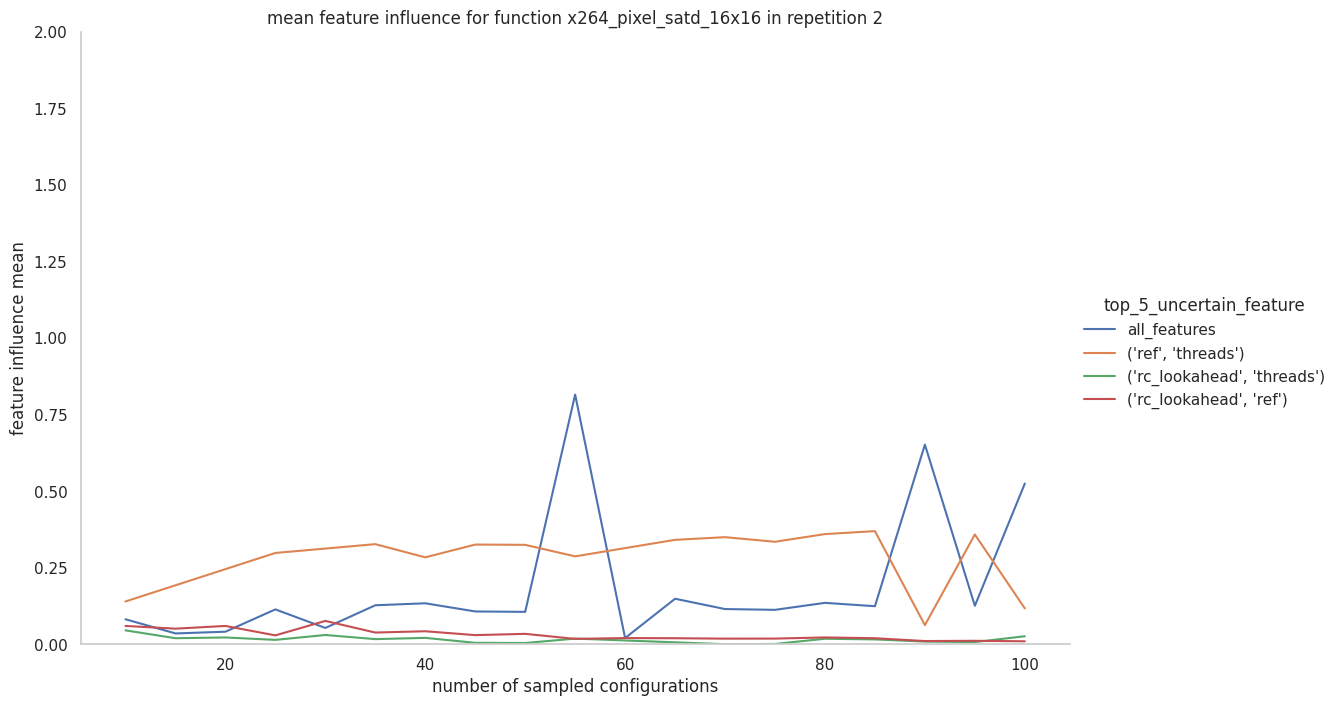 mean feature influence for function x264_pixel_satd_16x16 in repetition 2
2.00
1.75
1.50
1.25
1.00
0.75
0.50
0.25
0.00
feature influence mean
20
40
60
80
100
number of sampled configurations
top_5_uncertain_feature
all_features
('ref', 'threads')
('rc_lookahead', 'threads')
('rc_lookahead', 'ref')